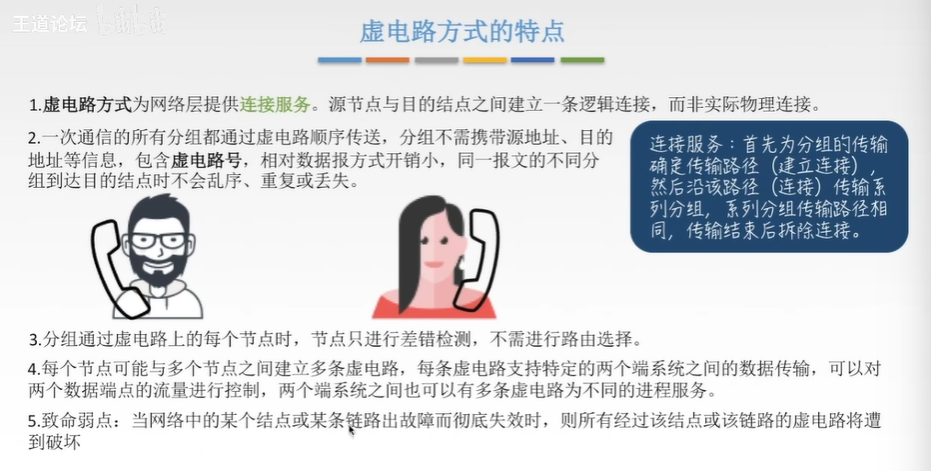 王道论坛
虚电路方式的特点
1.虚电路方式为网络层提供连接服务。源节点与目的结点之间建立一条逻辑连接，而非实际物理连接。
2.一次通信的所有分组都通过虚电路顺序传送，分组不需携带源地址、目的
地址等信息，包含虚电路号，相对数据报方式开销小，同一报文的不同分
组到达目的结点时不会乱序、重复或丢失。
连接服务：首先为分组的传输
确定传输路径（建立连接），
然后沿该路径（连接）传输系
列分组，系列分组传输路径相
同，传输结束后拆除连接。
3.分组通过虚电路上的每个节点时，节点只进行差错检测，不需进行路由选择。
4.每个节点可能与多个节点之间建立多条虚电路，每条虚电路支持特定的两个端系统之间的数据传输，可以对
两个数据端点的流量进行控制，两个端系统之间也可以有多条虚电路为不同的进程服务。
5.致命弱点：当网络中的某个结点或某条链路出故障而彻底失效时，则所有经过该结点或该链路的虚电路将遭
到破坏